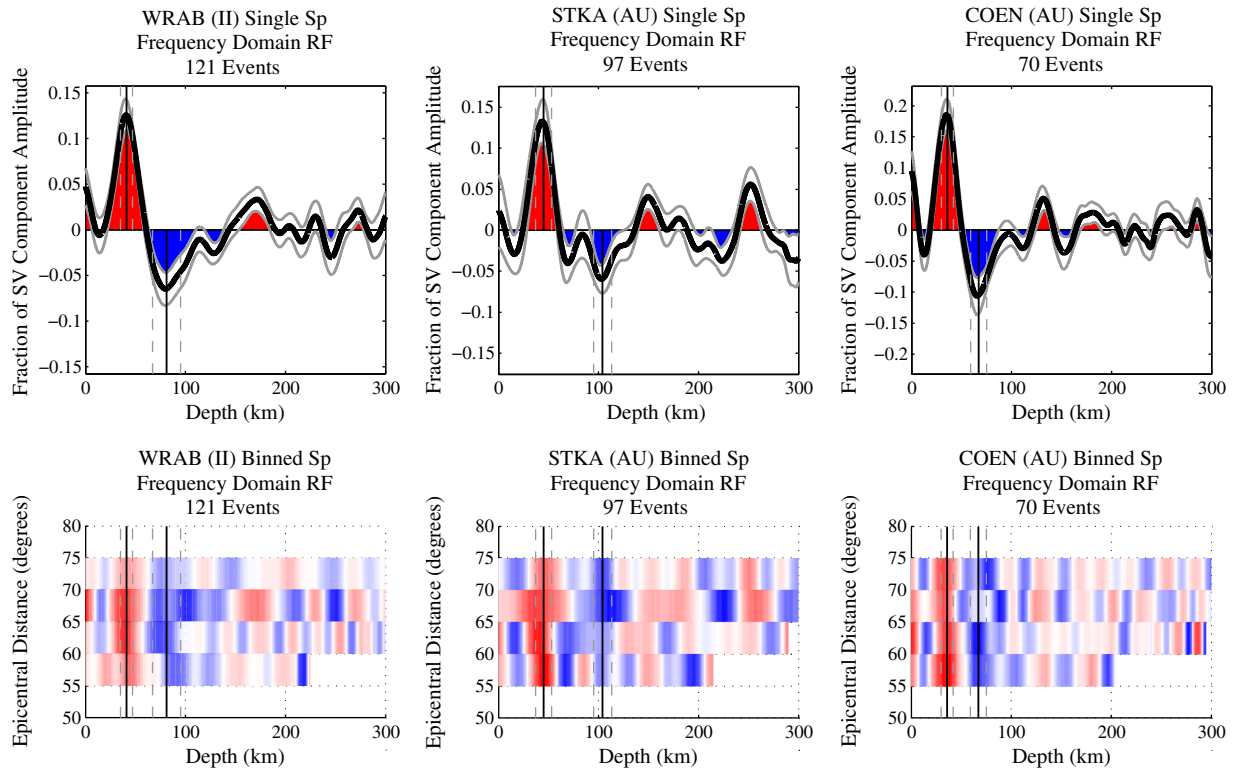 WRAB (II) Single Sp
Frequency Domain RF
121 Events
Fraction of SV Component Amplitude
0.15
0.1
0.05
0
−0.05
−0.1
−0.15
0 100 200 300
Depth (km)
STKA (AU) Single Sp
Frequency Domain RF
97 Events
Fraction of SV Component Amplitude
0.15
0.1
0.05
0
−0.05
−0.1
−0.15
0 100 200 300
Depth (km)
COEN (AU) Single Sp
Frequency Domain RF
70 Events
Fraction of SV Component Amplitude
0.2
0.15
0.1
0.05
0
−0.05
−0.1
−0.15
−0.2
0 100 200 300
Depth (km)
WRAB (II) Binned Sp
Frequency Domain RF
121 Events
Epicentral Distance (degrees)
80
75
70
65
60
55
50
0 100 200 300
Depth (km)
STKA (AU) Binned Sp
Frequency Domain RF
97 Events
Epicentral Distance (degrees)
80
75
70
65
60
55
50
0 100 200 300
Depth (km)
COEN (AU) Binned Sp
Frequency Domain RF
70 Events
Epicentral Distance (degrees)
80
75
70
65
60
55
50
0 100 200 300
Depth (km)